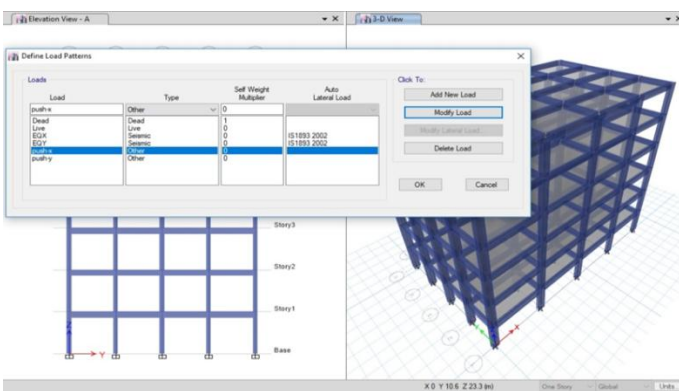 Elevation View - A
3-D View
Define Load Patterns
Loads
Click To:
Load
Type
Self Weight
Multiplier
Auto
Lateral Load
push-x Other 0
Dead Dead 1
Live Live 0
EQX Seismic 0 IS1893 2002
EQY Seismic 0 IS1893 2002
push-x Other 0
push-y Other 0
Add New Load
Modify Load
Modify Lateral Load...
Delete Load
OK
Cancel
Story3
Story2
Story1
Base
Z
Y
X
Y
X 0 Y 10.6 Z 23.3 (m)
One Story
Global
Units